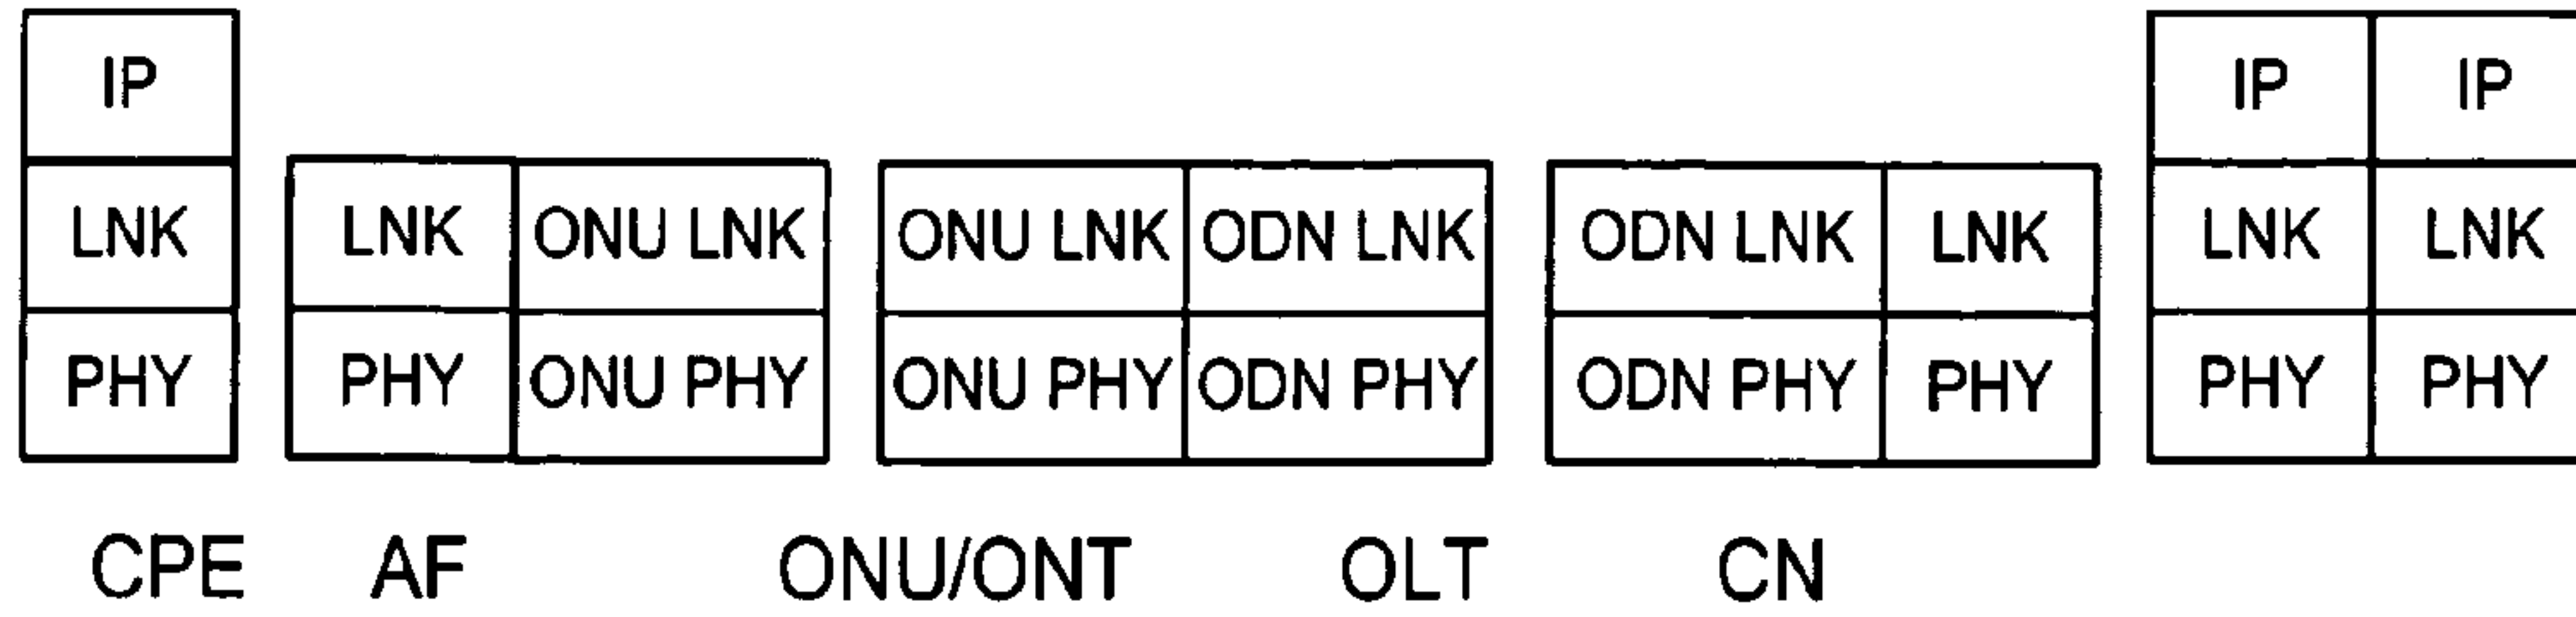 IP IP IP
LNK LNK ONU LNK ONU LNK ODN LNK ODN LNK LNK LNK LNK
PHY PHY ONU PHY ONU PHY ODN PHY ODN PHY PHY PHY PHY
CPE AF ONU/ONT OLT CN